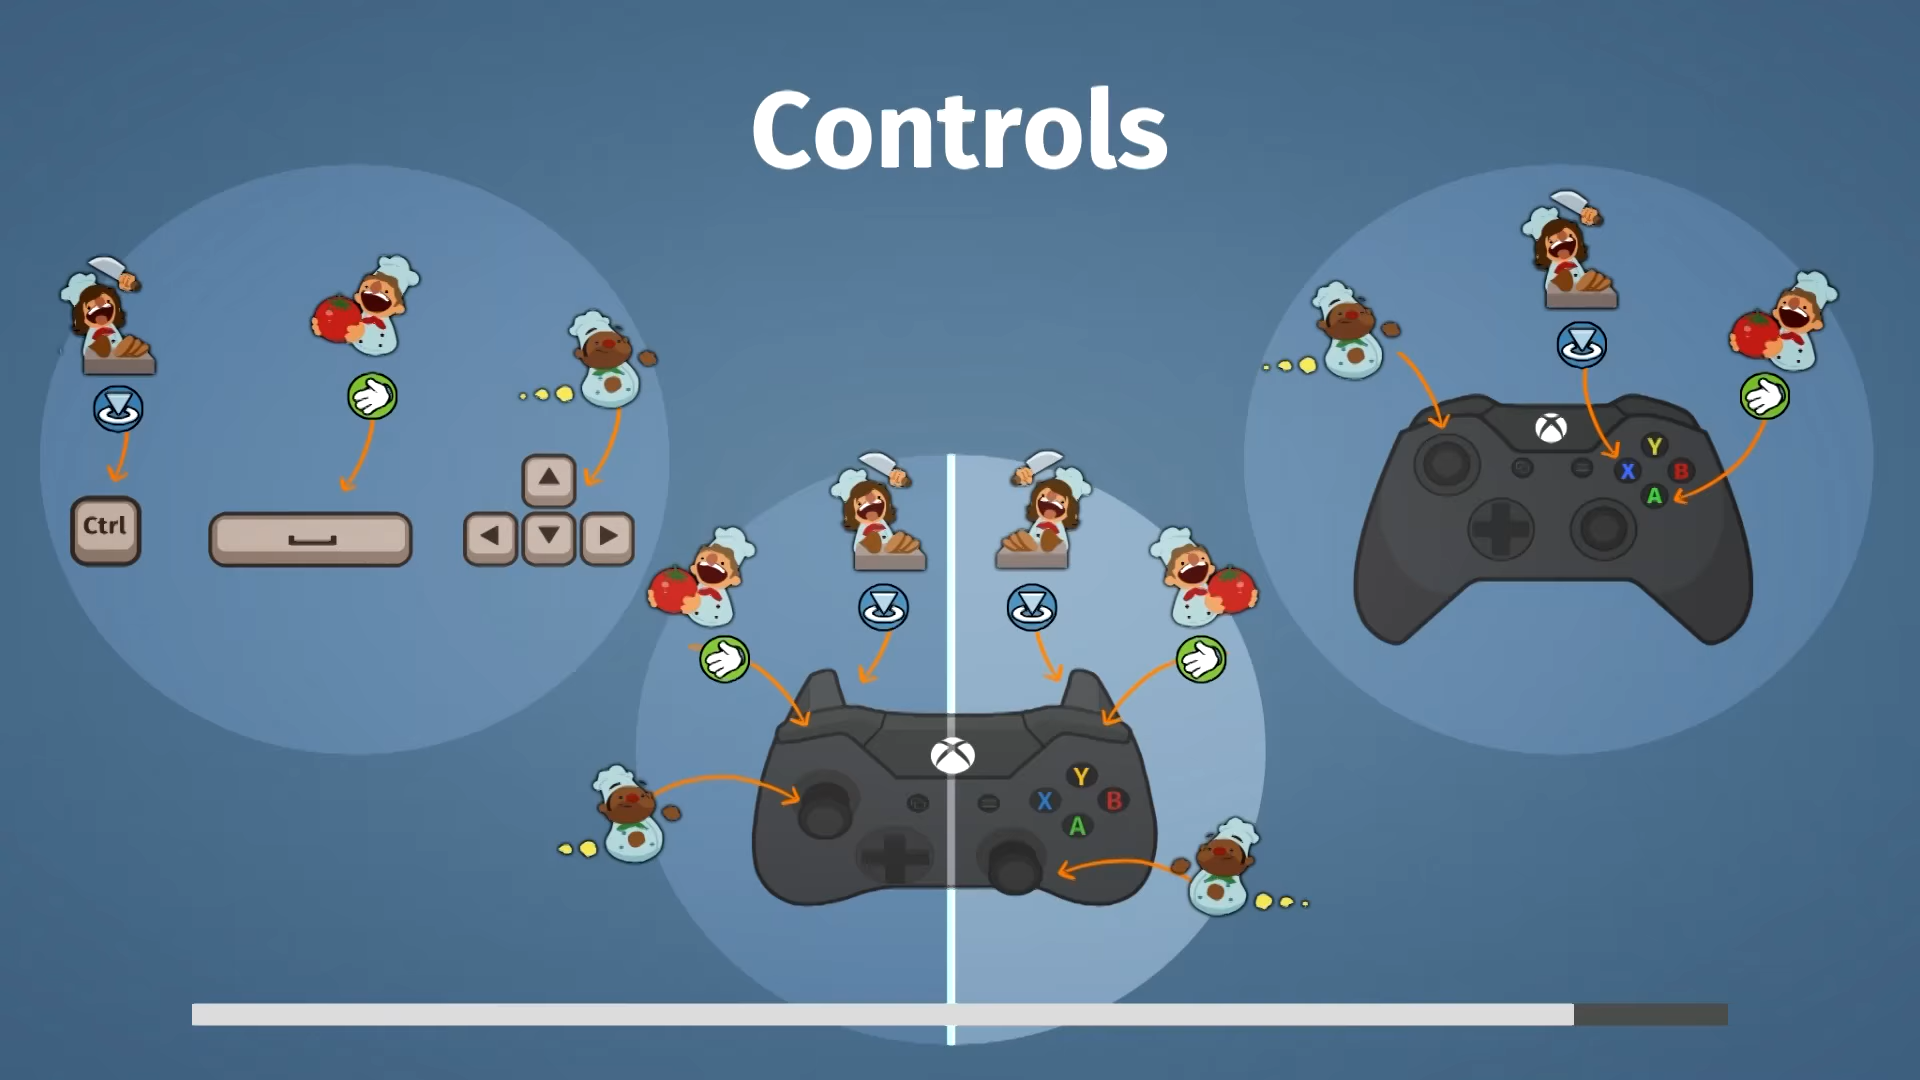 Controls
Ctrl
Y
X B
A
Y
X B
A